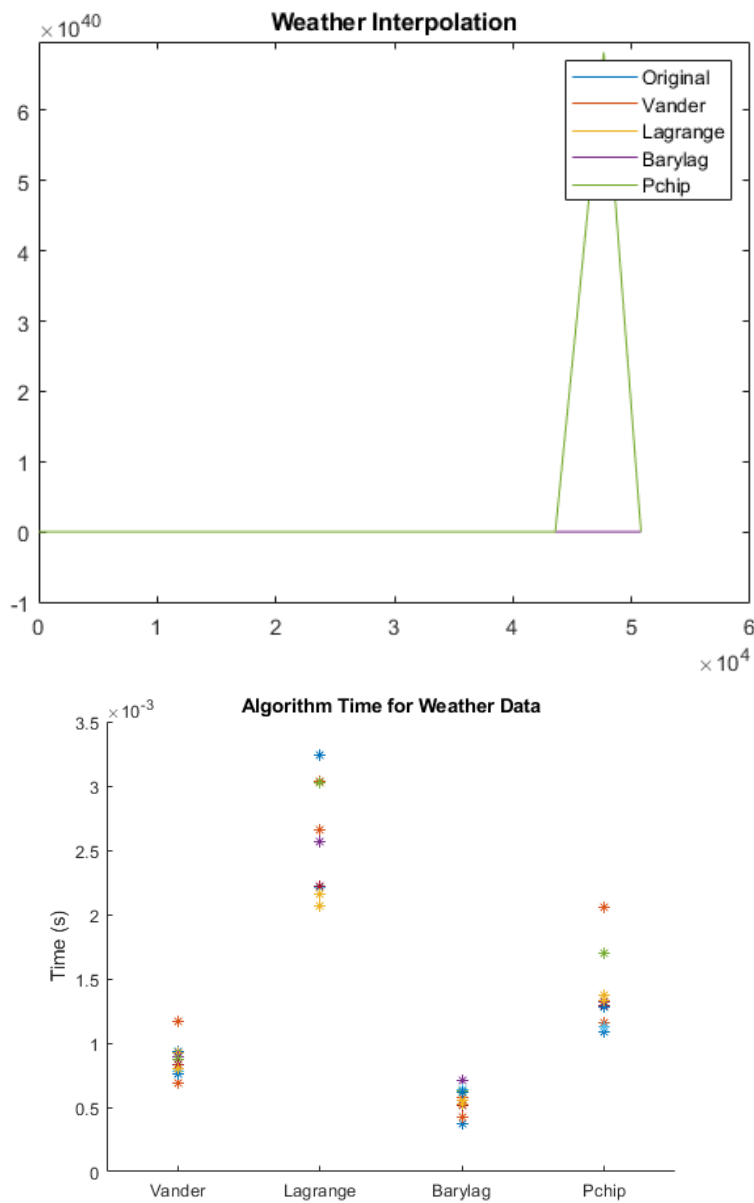 Weather Interpolation
×10^40
6
5
4
3
2
1
0
-1
0 1 2 3 4 5 6
×10^4
Original
Vander
Lagrange
Barylag
Pchip
Algorithm Time for Weather Data
×10^-3
3.5
3
2.5
2
1.5
1
0.5
0
Time (s)
Vander Lagrange Barylag Pchip